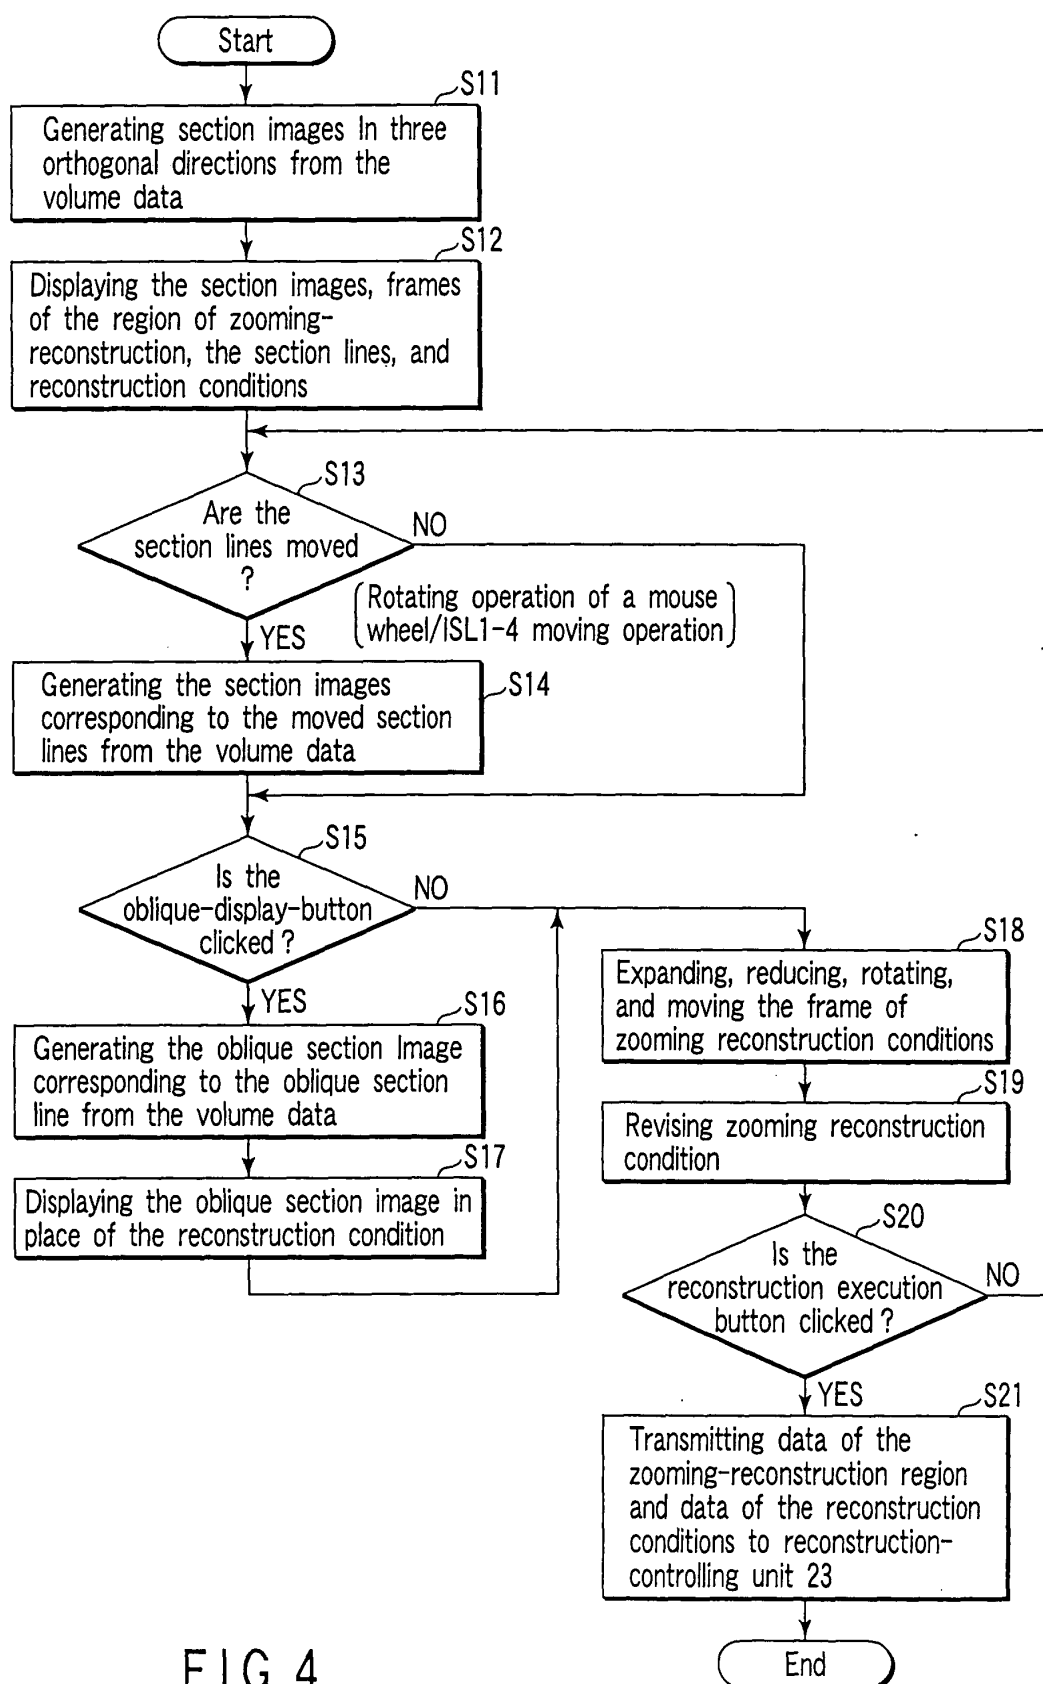 Start
S11
Generating section images In three
orthogonal directions from the
volume data
S12
Displaying the section images, frames
of the region of zooming-
reconstruction, the section lines, and
reconstruction conditions
S13
Are the
section lines moved
?
NO
(Rotating operation of a mouse
wheel/ISL1-4 moving operation)
YES
S14
Generating the section images
corresponding to the moved section
lines from the volume data
S15
Is the
oblique-display-button
clicked ?
NO
YES
S16
Generating the oblique section Image
corresponding to the oblique section
line from the volume data
S17
Displaying the oblique section image in
place of the reconstruction condition
S18
Expanding, reducing, rotating,
and moving the frame of
zooming reconstruction conditions
S19
Revising zooming reconstruction
condition
S20
Is the
reconstruction execution
button clicked ?
NO
YES
S21
Transmitting data of the
zooming-reconstruction region
and data of the reconstruction
conditions to reconstruction-
controlling unit 23
End
FIG. 4